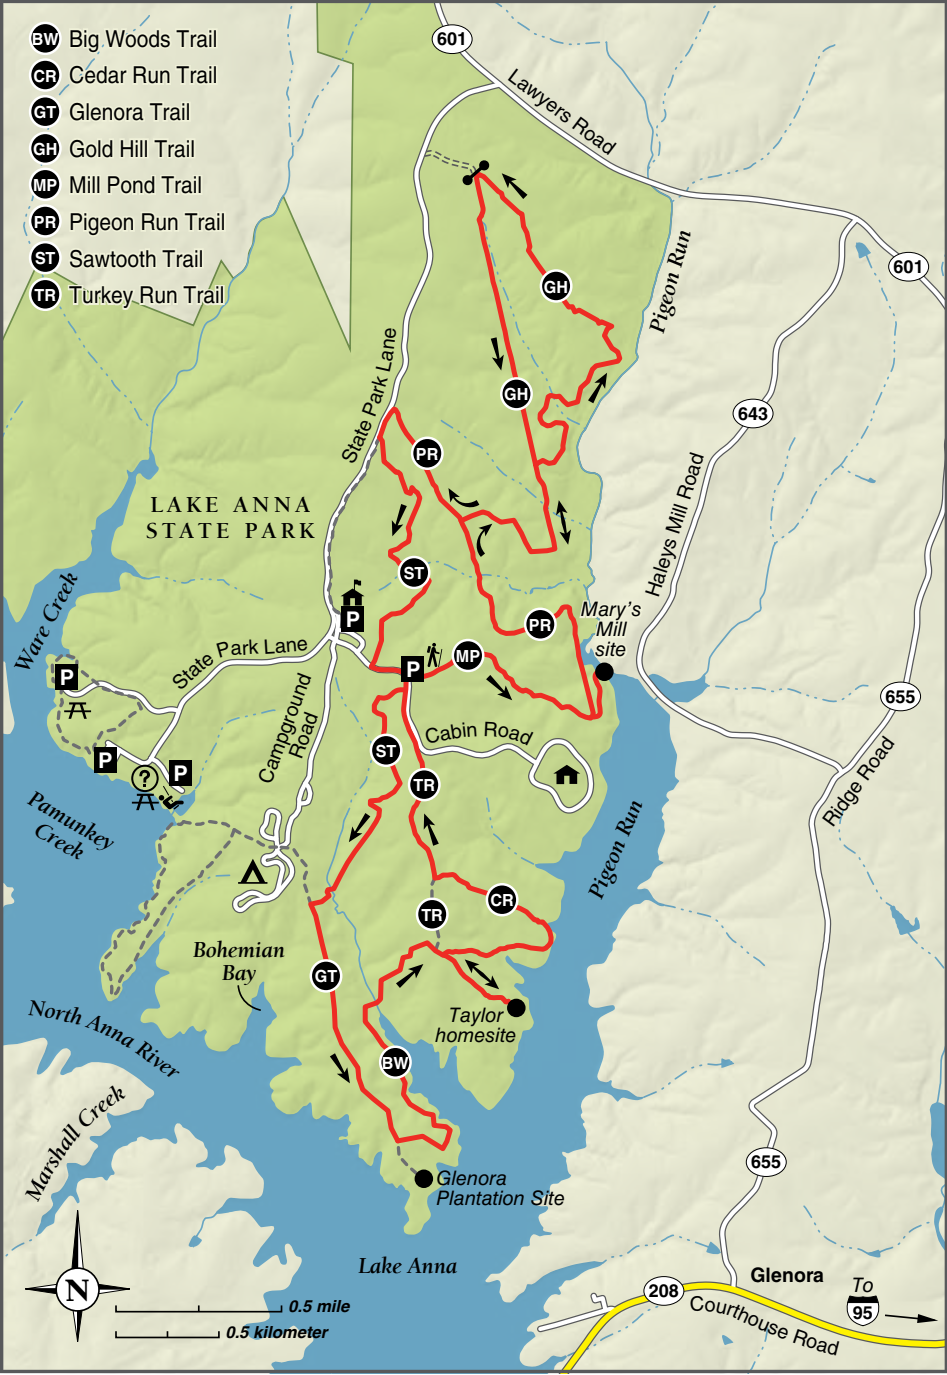 BW Big Woods Trail
CR Cedar Run Trail
GT Glenora Trail
GH Gold Hill Trail
MP Mill Pond Trail
PR Pigeon Run Trail
ST Sawtooth Trail
TR Turkey Run Trail
601
Lawyers Road
601
Pigeon Run
GH
State Park Lane
GH
643
PR
Haleys Mill Road
LAKE ANNA
STATE PARK
ST
Ware Creek
P
PR
Mary's
Mill
site
State Park Lane
MP
P
P
655
Campground
Road
Cabin Road
ST
P
?
P
TR
Ridge Road
Pamunkey
Creek
Pigeon Run
CR
TR
Bohemian
Bay
GT
Taylor
homesite
North Anna River
BW
Marshall Creek
655
Glenora
Plantation Site
Lake Anna
N
0.5 mile
0.5 kilometer
Glenora
208
Courthouse Road
To
95